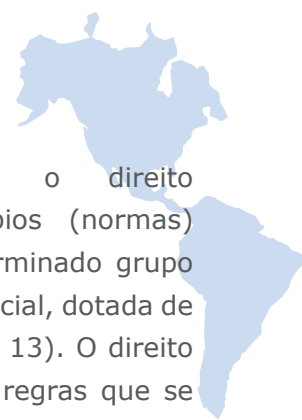 o direito
pios (normas)
rminado grupo
cial, dotada de
13). O direito
regras que se